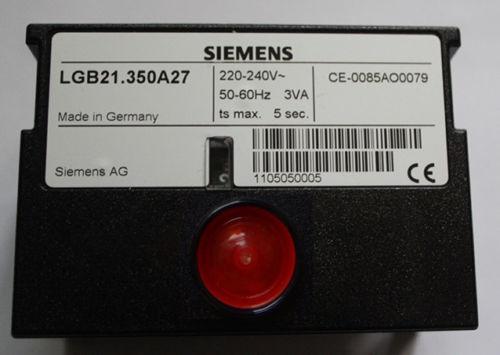 SIEMENS
LGB21.350A27
220-240V~
CE-0085AO0079
50-60Hz 3VA
Made in Germany
ts max. 5 sec.
Siemens AG
1105050005
CE